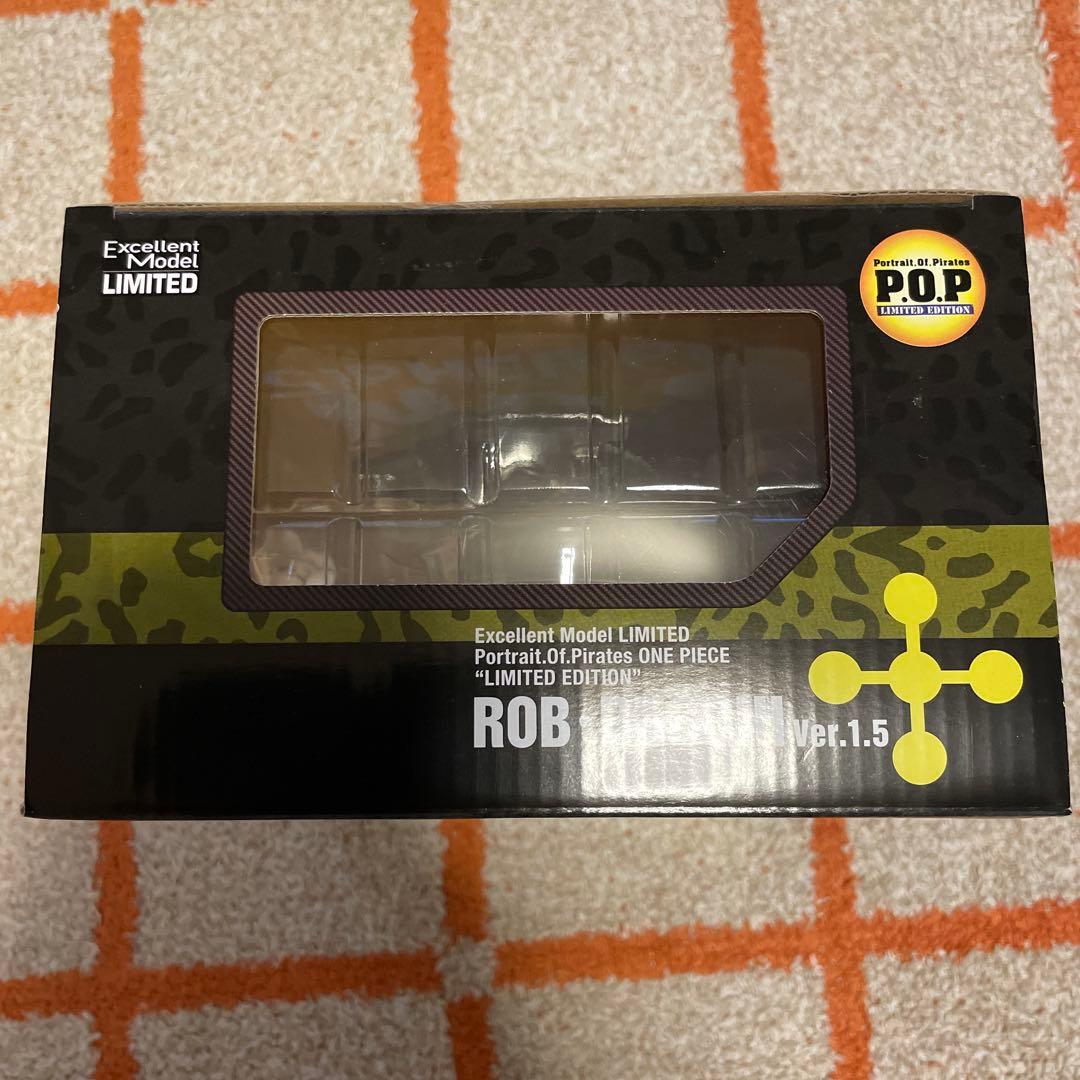 Excellent
Model
LIMITED
Portrait.Of.Pirates
P.O.P
LIMITED EDITION
Excellent Model LIMITED
Portrait.Of.Pirates ONE PIECE
“LIMITED EDITION”
ROB
Ver.1.5